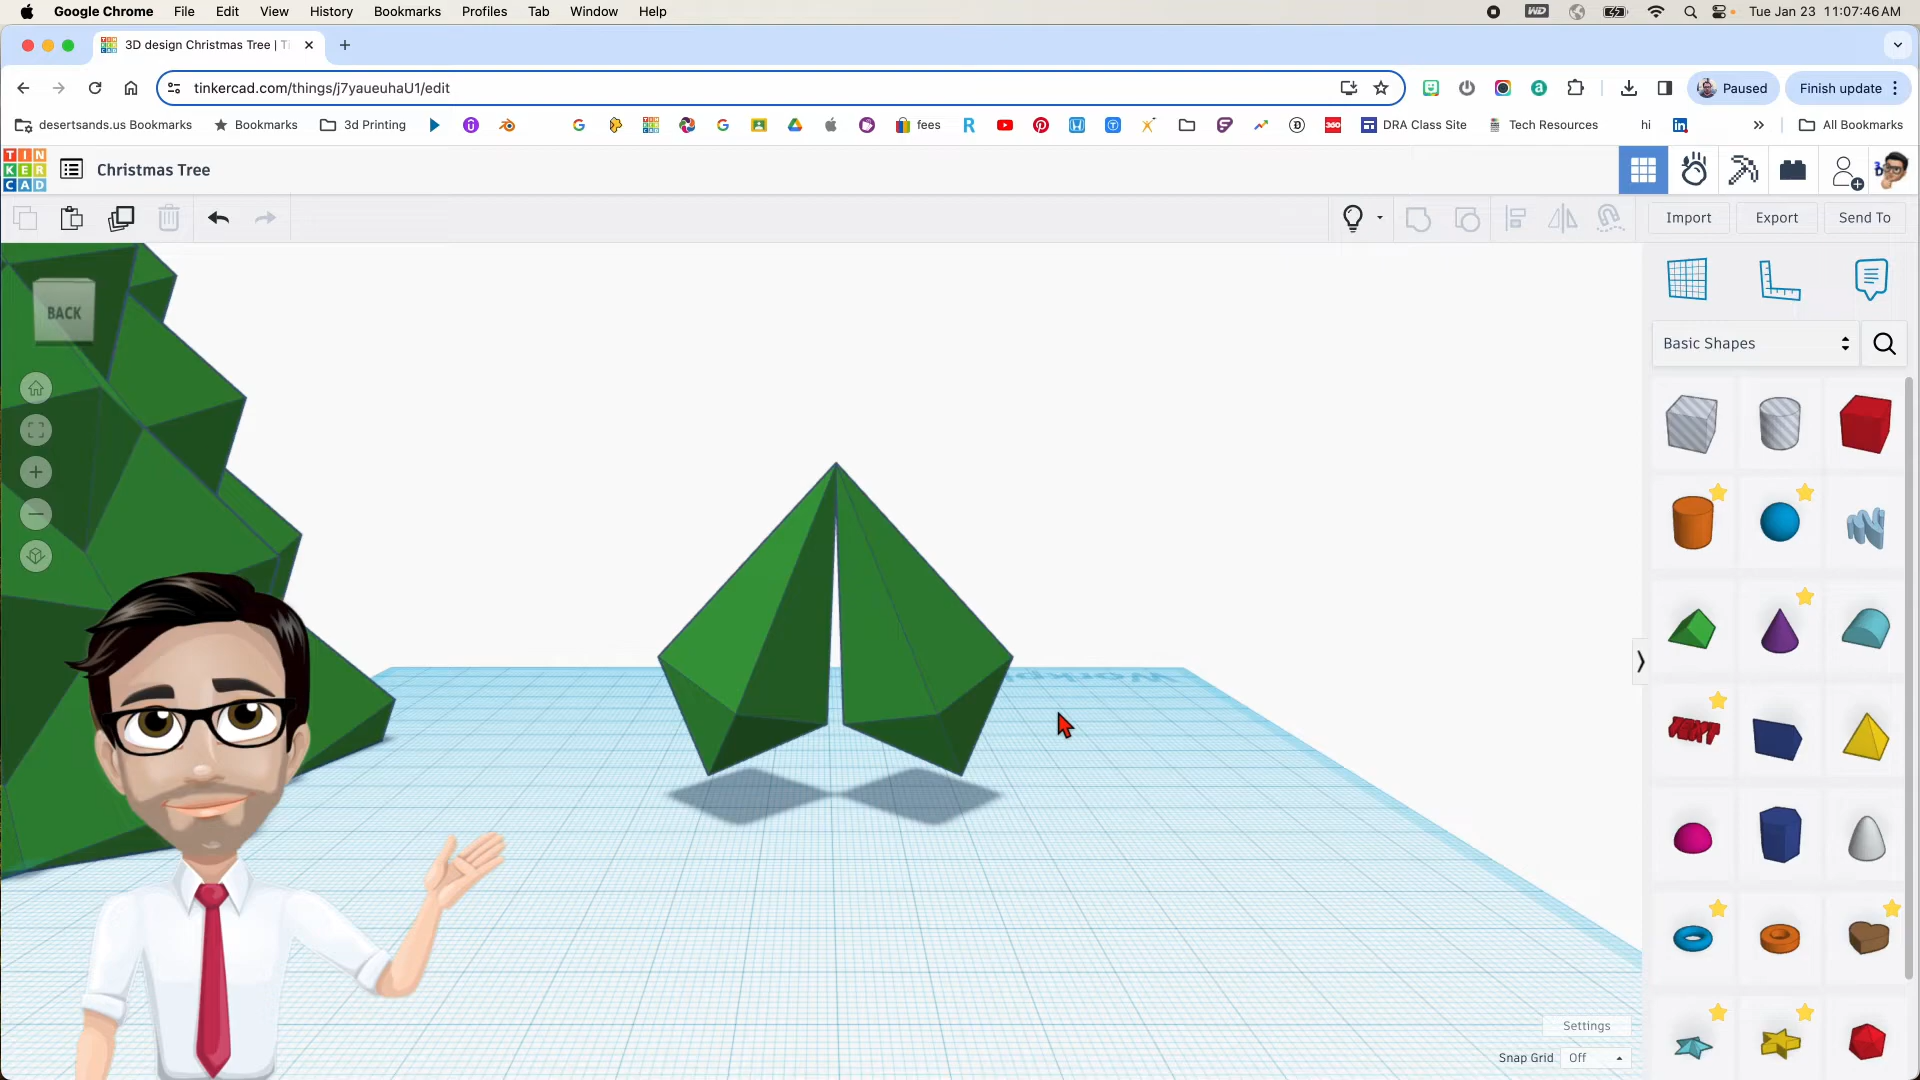 Google Chrome File Edit View History Bookmarks Profiles Tab Window Help WD Tue Jan 23 11:07:46 AM
3D design Christmas Tree | Ti
tinkercad.com/things/j7yaueuhaU1/edit Paused Finish update
desertsands.us Bookmarks Bookmarks 3d Printing fees DRA Class Site Tech Resources hi All Bookmarks
TIN
KER
CAD
Christmas Tree
Import Export Send To
BACK
Basic Shapes
TEXT
Settings
Snap Grid Off